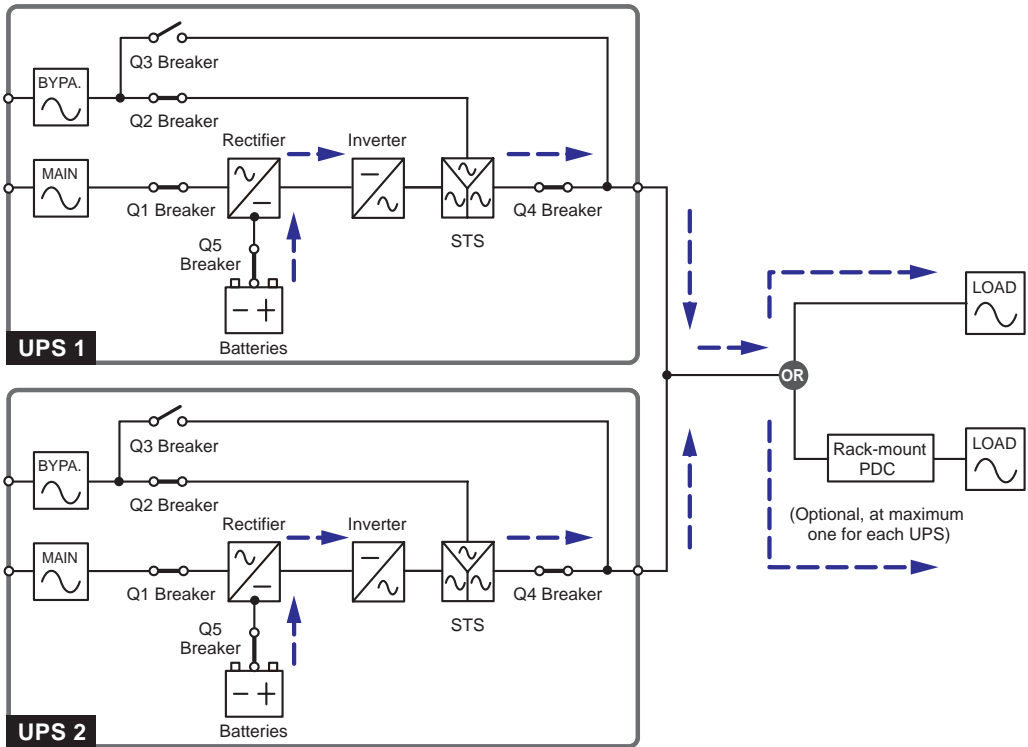 Q3 Breaker
BYPA.
Q2 Breaker
Rectifier
Inverter
MAIN
Q1 Breaker
Q4 Breaker
STS
Q5
Breaker
Batteries
UPS 1
LOAD
OR
Rack-mount
PDC
LOAD
(Optional, at maximum
one for each UPS)
Q3 Breaker
BYPA.
Q2 Breaker
Rectifier
Inverter
MAIN
Q1 Breaker
Q4 Breaker
STS
Q5
Breaker
Batteries
UPS 2